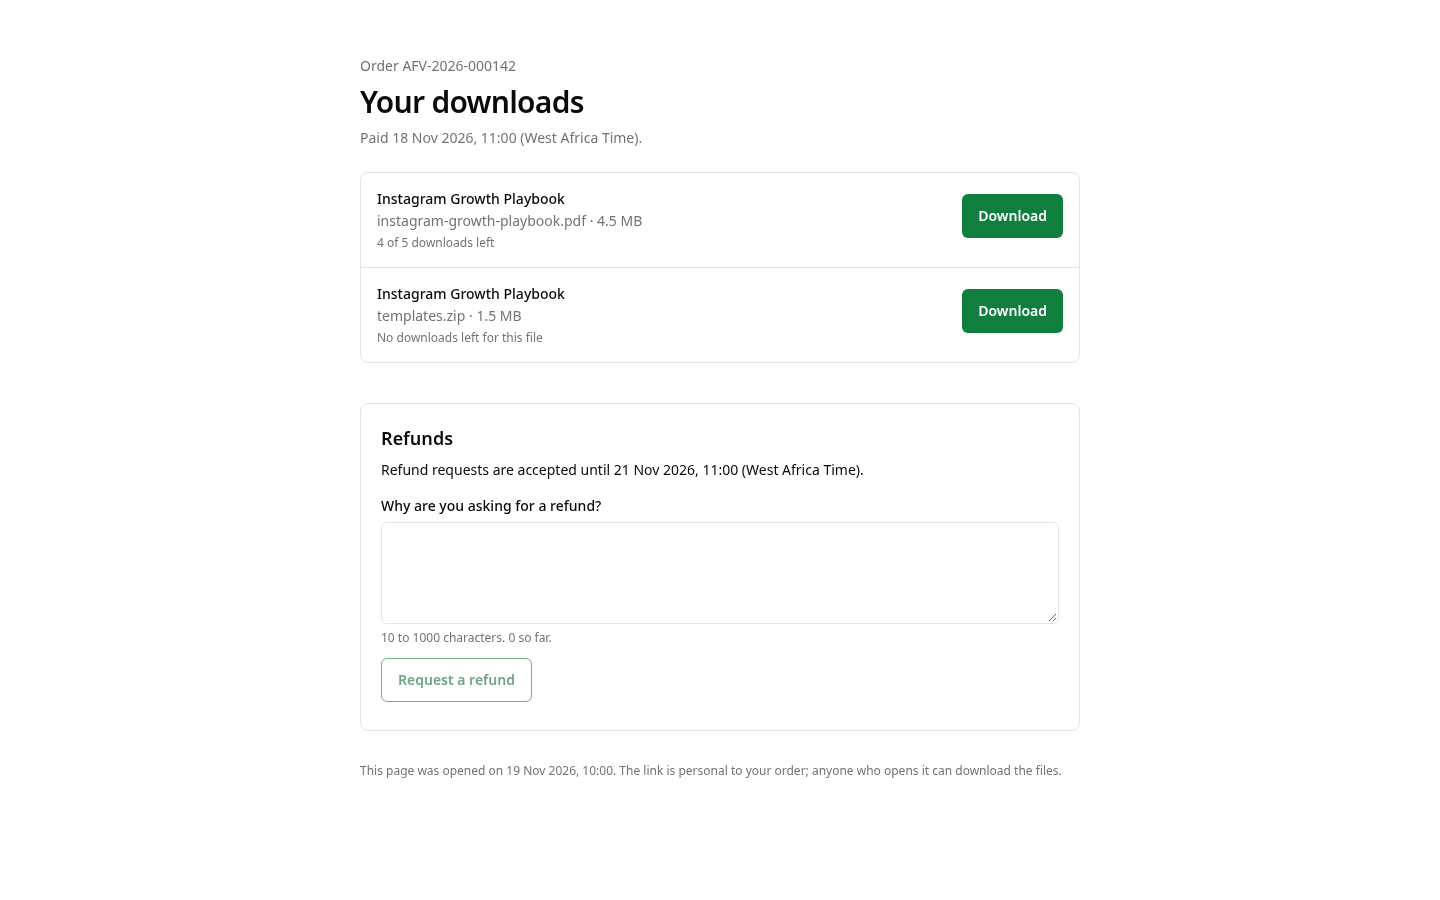 Order AFV-2026-000142
Your downloads
Paid 18 Nov 2026, 11:00 (West Africa Time).
Instagram Growth Playbook
instagram-growth-playbook.pdf · 4.5 MB
4 of 5 downloads left
Download
Instagram Growth Playbook
templates.zip · 1.5 MB
No downloads left for this file
Download
Refunds
Refund requests are accepted until 21 Nov 2026, 11:00 (West Africa Time).
Why are you asking for a refund?
10 to 1000 characters. 0 so far.
Request a refund
This page was opened on 19 Nov 2026, 10:00. The link is personal to your order; anyone who opens it can download the files.